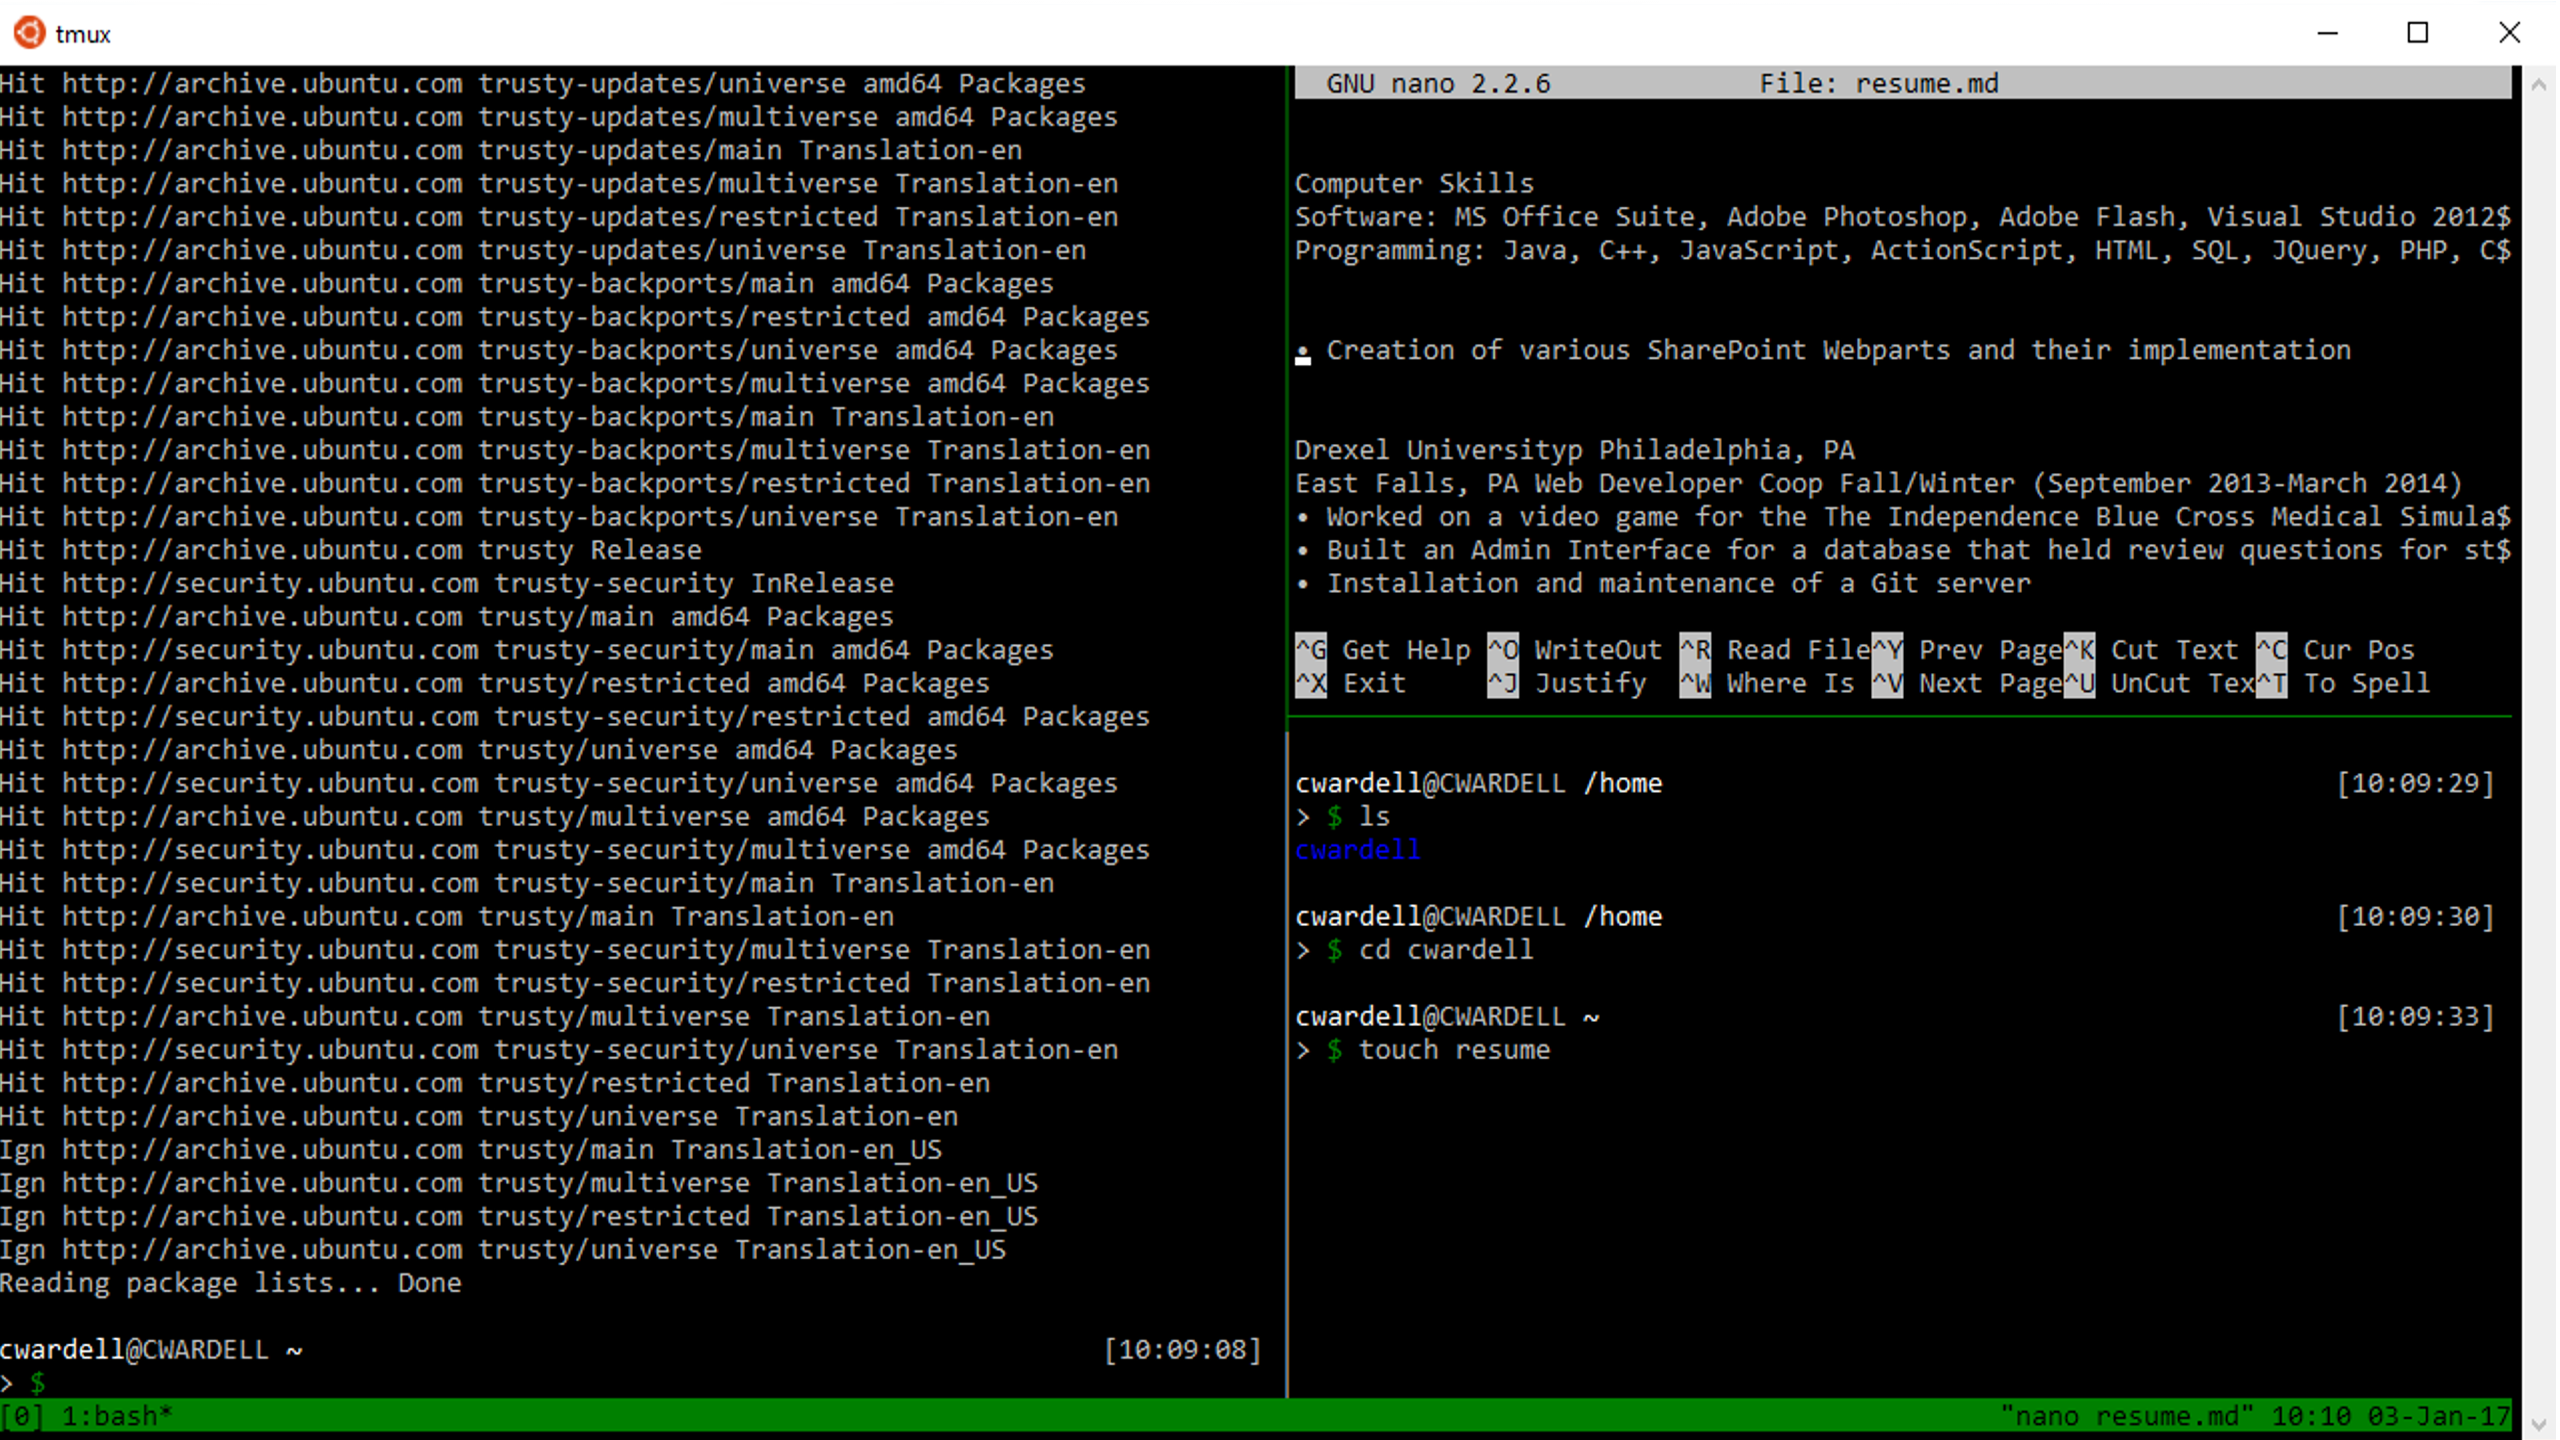 tmux
Hit http://archive.ubuntu.com trusty-updates/universe amd64 Packages
Hit http://archive.ubuntu.com trusty-updates/multiverse amd64 Packages
Hit http://archive.ubuntu.com trusty-updates/main Translation-en
Hit http://archive.ubuntu.com trusty-updates/multiverse Translation-en
Hit http://archive.ubuntu.com trusty-updates/restricted Translation-en
Hit http://archive.ubuntu.com trusty-updates/universe Translation-en
Hit http://archive.ubuntu.com trusty-backports/main amd64 Packages
Hit http://archive.ubuntu.com trusty-backports/restricted amd64 Packages
Hit http://archive.ubuntu.com trusty-backports/universe amd64 Packages
Hit http://archive.ubuntu.com trusty-backports/multiverse amd64 Packages
Hit http://archive.ubuntu.com trusty-backports/main Translation-en
Hit http://archive.ubuntu.com trusty-backports/multiverse Translation-en
Hit http://archive.ubuntu.com trusty-backports/restricted Translation-en
Hit http://archive.ubuntu.com trusty-backports/universe Translation-en
Hit http://archive.ubuntu.com trusty Release
Hit http://security.ubuntu.com trusty-security InRelease
Hit http://archive.ubuntu.com trusty/main amd64 Packages
Hit http://security.ubuntu.com trusty-security/main amd64 Packages
Hit http://archive.ubuntu.com trusty/restricted amd64 Packages
Hit http://security.ubuntu.com trusty-security/restricted amd64 Packages
Hit http://archive.ubuntu.com trusty/universe amd64 Packages
Hit http://security.ubuntu.com trusty-security/universe amd64 Packages
Hit http://archive.ubuntu.com trusty/multiverse amd64 Packages
Hit http://security.ubuntu.com trusty-security/multiverse amd64 Packages
Hit http://security.ubuntu.com trusty-security/main Translation-en
Hit http://archive.ubuntu.com trusty/main Translation-en
Hit http://security.ubuntu.com trusty-security/multiverse Translation-en
Hit http://security.ubuntu.com trusty-security/restricted Translation-en
Hit http://archive.ubuntu.com trusty/multiverse Translation-en
Hit http://security.ubuntu.com trusty-security/universe Translation-en
Hit http://archive.ubuntu.com trusty/restricted Translation-en
Hit http://archive.ubuntu.com trusty/universe Translation-en
Ign http://archive.ubuntu.com trusty/main Translation-en_US
Ign http://archive.ubuntu.com trusty/multiverse Translation-en_US
Ign http://archive.ubuntu.com trusty/restricted Translation-en_US
Ign http://archive.ubuntu.com trusty/universe Translation-en_US
Reading package lists... Done
cwardell@CWARDELL ~ [10:09:08]
> $
GNU nano 2.2.6 File: resume.md
Computer Skills
Software: MS Office Suite, Adobe Photoshop, Adobe Flash, Visual Studio 2012$
Programming: Java, C++, JavaScript, ActionScript, HTML, SQL, JQuery, PHP, C$
• Creation of various SharePoint Webparts and their implementation
Drexel Universityp Philadelphia, PA
East Falls, PA Web Developer Coop Fall/Winter (September 2013-March 2014)
• Worked on a video game for the The Independence Blue Cross Medical Simula$
• Built an Admin Interface for a database that held review questions for st$
• Installation and maintenance of a Git server
^G Get Help ^O WriteOut ^R Read File ^Y Prev Page ^K Cut Text ^C Cur Pos
^X Exit ^J Justify ^W Where Is ^V Next Page ^U UnCut Tex ^T To Spell
cwardell@CWARDELL /home [10:09:29]
> $ ls
cwardell
cwardell@CWARDELL /home [10:09:30]
> $ cd cwardell
cwardell@CWARDELL ~ [10:09:33]
> $ touch resume
[0] 1:bash* "nano resume.md" 10:10 03-Jan-17